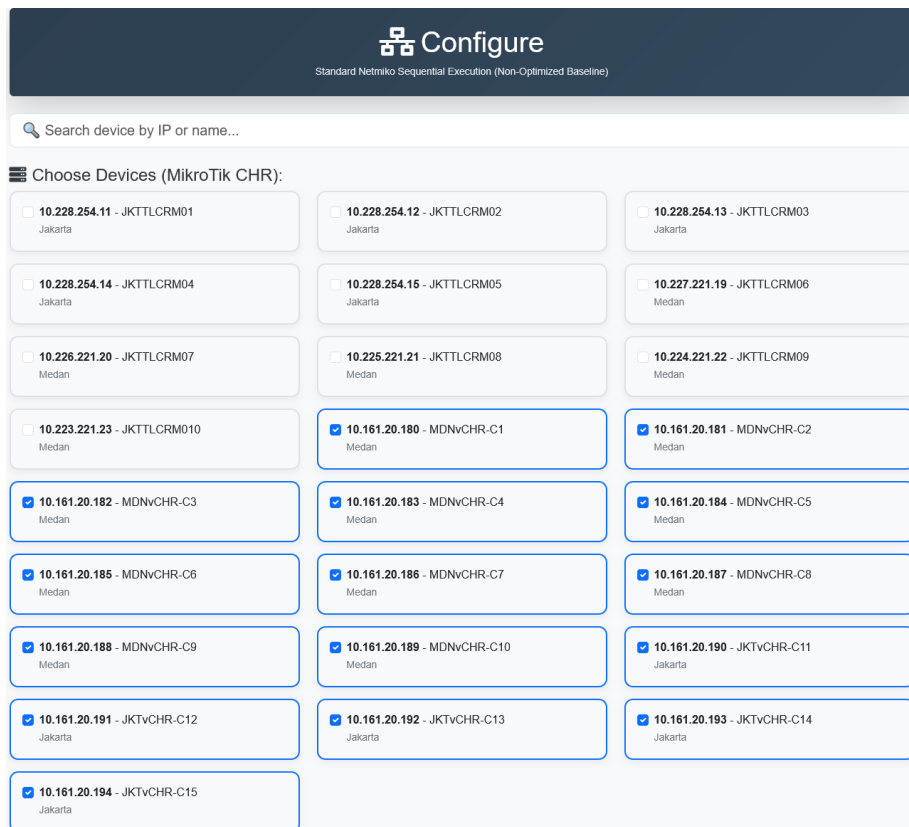 Configure
Standard Netmiko Sequential Execution (Non-Optimized Baseline)
Search device by IP or name...
Choose Devices (MikroTik CHR):
10.228.254.11 - JKTTLCRM01
Jakarta
10.228.254.12 - JKTTLCRM02
Jakarta
10.228.254.13 - JKTTLCRM03
Jakarta
10.228.254.14 - JKTTLCRM04
Jakarta
10.228.254.15 - JKTTLCRM05
Jakarta
10.227.221.19 - JKTTLCRM06
Medan
10.226.221.20 - JKTTLCRM07
Medan
10.225.221.21 - JKTTLCRM08
Medan
10.224.221.22 - JKTTLCRM09
Medan
10.223.221.23 - JKTTLCRM010
Medan
10.161.20.180 - MDNvCHR-C1
Medan
10.161.20.181 - MDNvCHR-C2
Medan
10.161.20.182 - MDNvCHR-C3
Medan
10.161.20.183 - MDNvCHR-C4
Medan
10.161.20.184 - MDNvCHR-C5
Medan
10.161.20.185 - MDNvCHR-C6
Medan
10.161.20.186 - MDNvCHR-C7
Medan
10.161.20.187 - MDNvCHR-C8
Medan
10.161.20.188 - MDNvCHR-C9
Medan
10.161.20.189 - MDNvCHR-C10
Medan
10.161.20.190 - JKTvCHR-C11
Jakarta
10.161.20.191 - JKTvCHR-C12
Jakarta
10.161.20.192 - JKTvCHR-C13
Jakarta
10.161.20.193 - JKTvCHR-C14
Jakarta
10.161.20.194 - JKTvCHR-C15
Jakarta